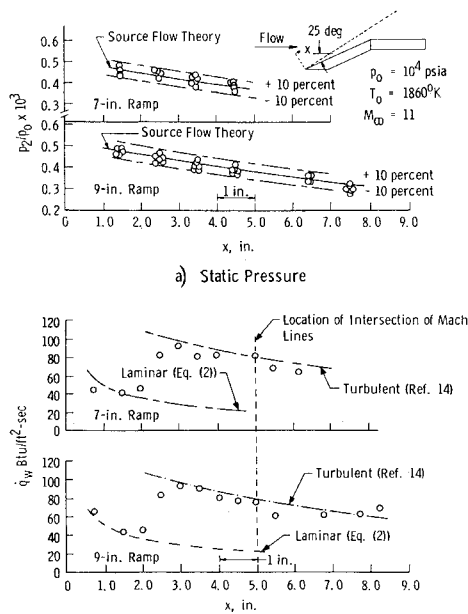 0.6
0.5
0.4
0.3
Source Flow Theory
7-in. Ramp
+ 10 percent
- 10 percent
Flow
x
25 deg
p₀ = 10⁴ psia
T₀ = 1860⁰K
M∞ = 11
p₂/p₀ x 10³
0.6
0.5
0.4
0.3
0.2
Source Flow Theory
9-in. Ramp
1 in.
+ 10 percent
- 10 percent
0 1.0 2.0 3.0 4.0 5.0 6.0 7.0 8.0 9.0
x, in.
a) Static Pressure
120
100
80
60
40
20
0
Location of Intersection of Mach
Lines
Laminar (Eq. (2))
Turbulent (Ref. 14)
7-in. Ramp
q̇w Btu/ft²-sec
120
100
80
60
40
20
0
Turbulent (Ref. 14)
Laminar (Eq. (2))
9-in. Ramp
1 in.
0 1.0 2.0 3.0 4.0 5.0 6.0 7.0 8.0 9.0
x, in.